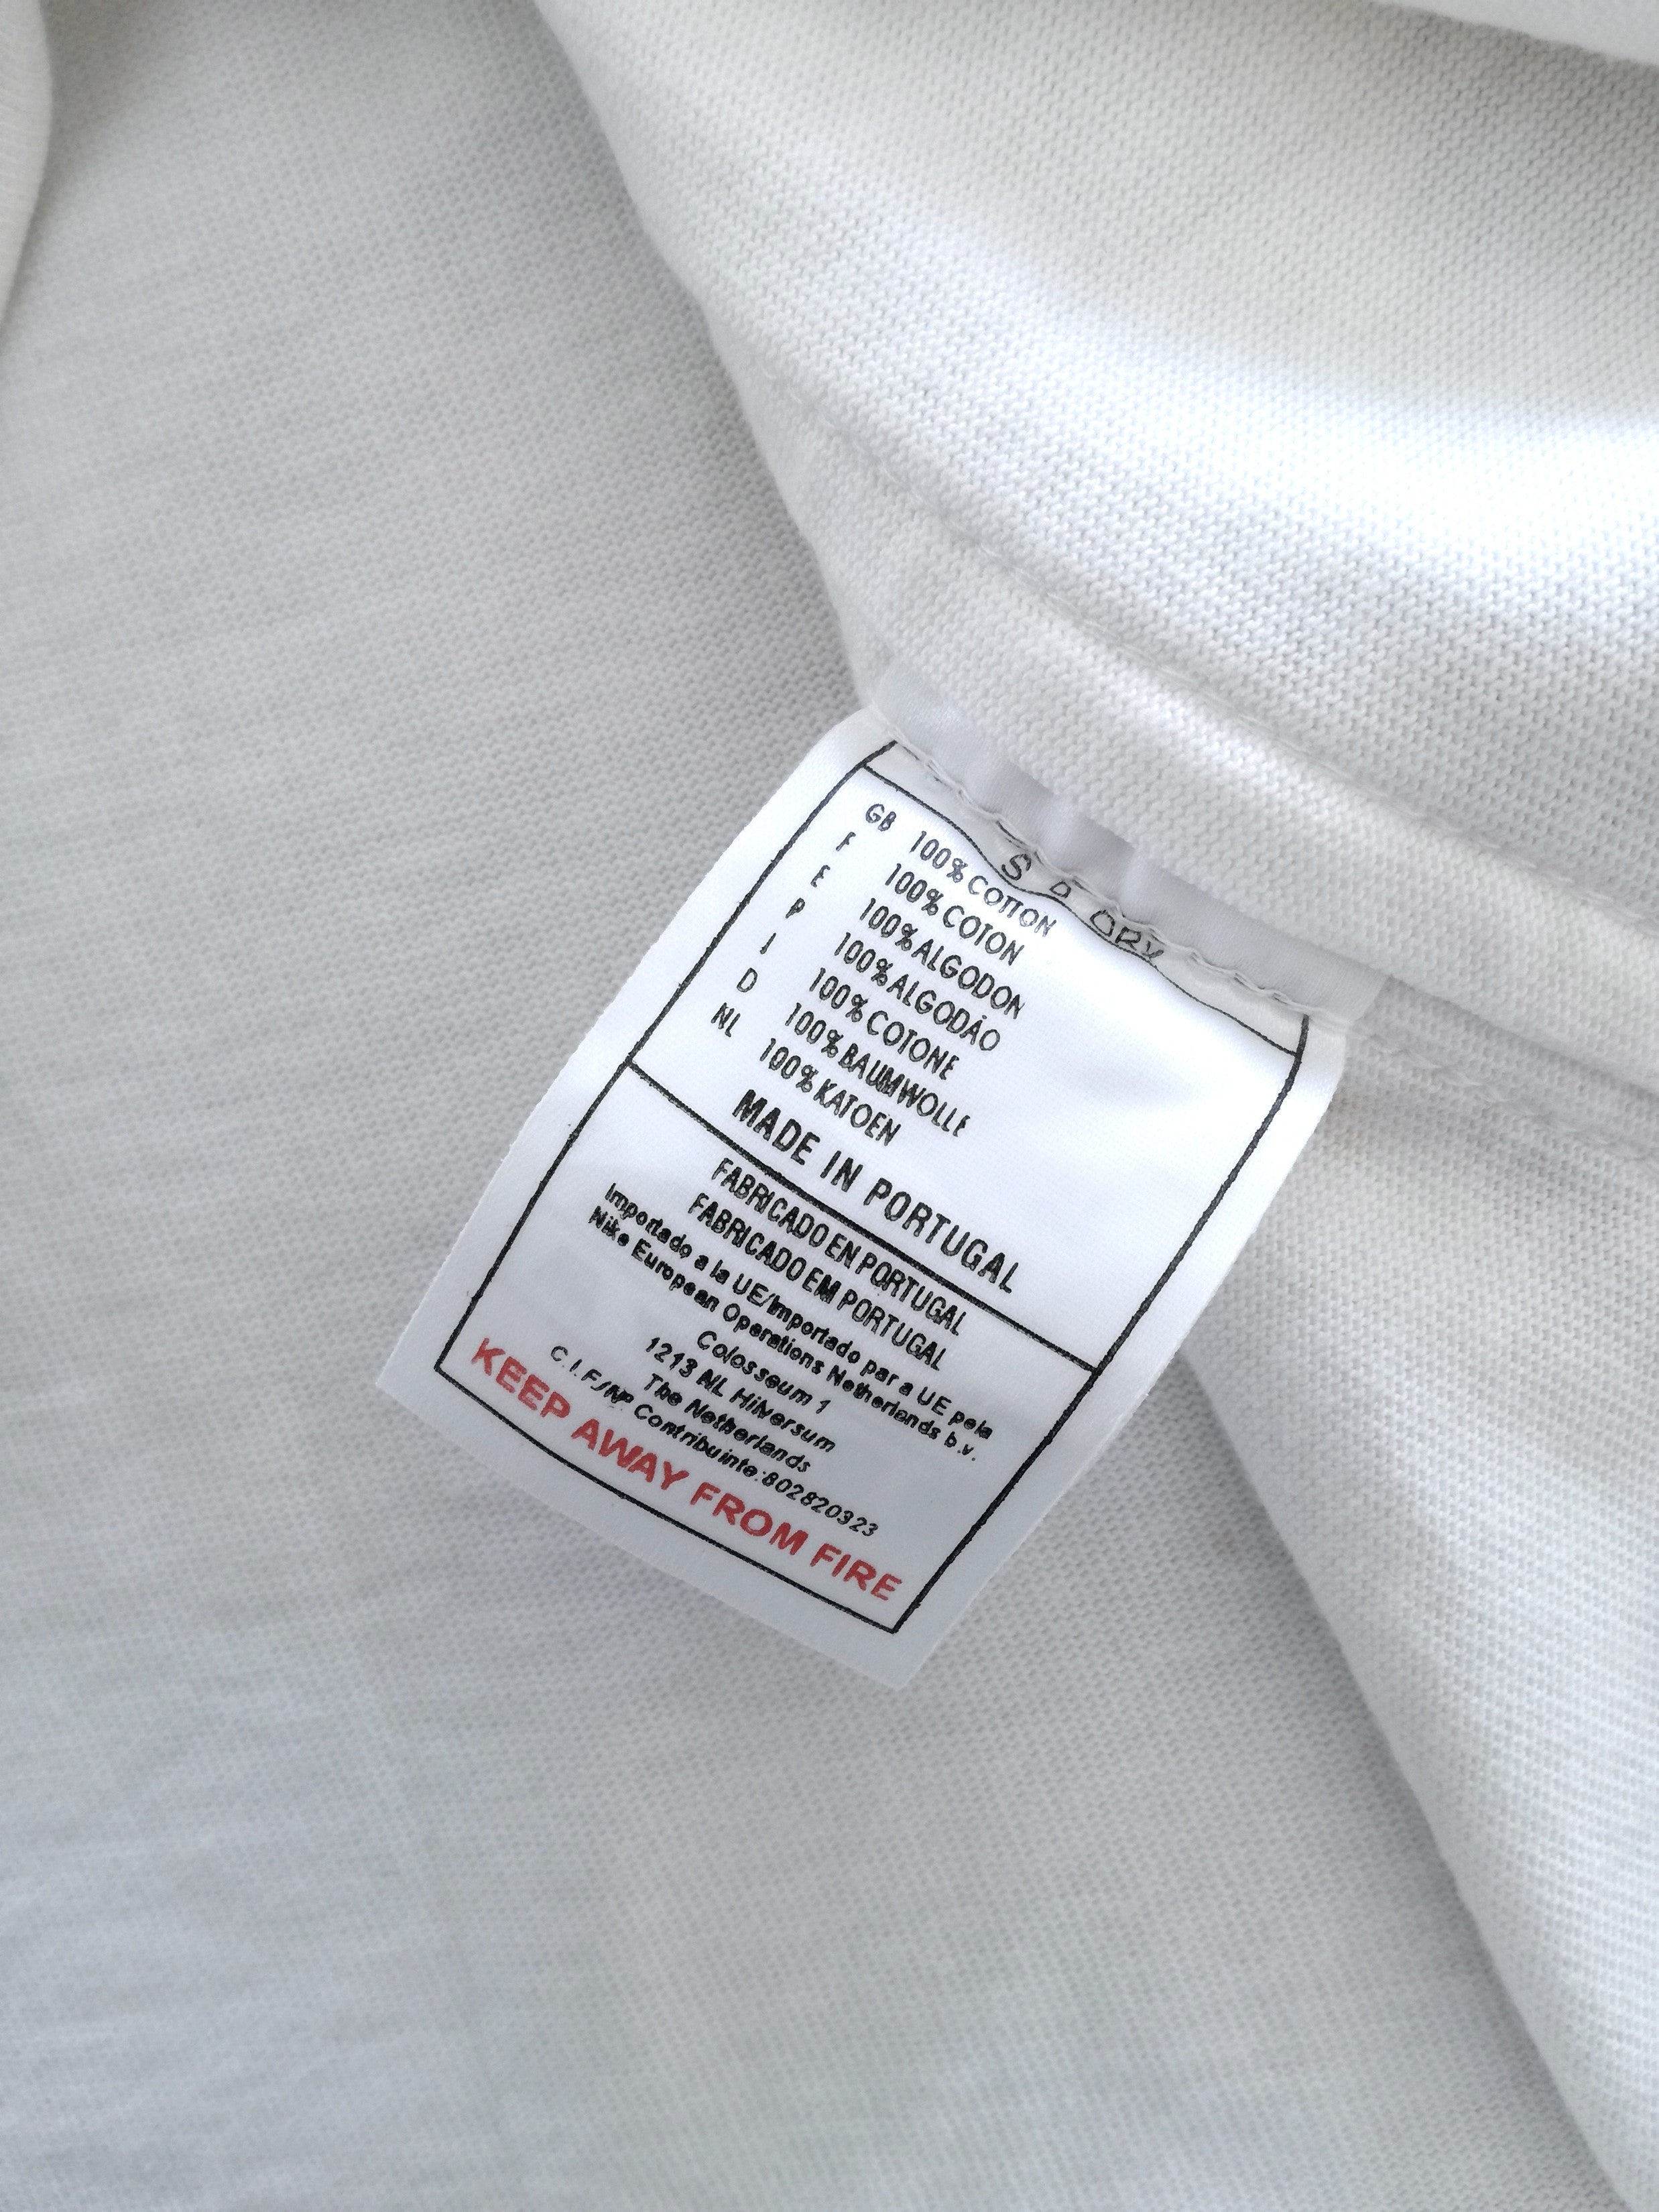 GB 100% COTTON
F 100% COTON
E 100% ALGODON
P 100% ALGODÃO
I 100% COTONE
D 100% BAUMWOLLE
NL 100% KATOEN
MADE IN PORTUGAL
FABRICADO EN PORTUGAL
FABRICADO EM PORTUGAL
Importado a la UE/Importado par a UE pela
Nike European Operations Netherlands b.v.
Colosseum 1
1213 NL Hilversum
The Netherlands
C.I.F./Nº Contribuinte:802820323
KEEP AWAY FROM FIRE